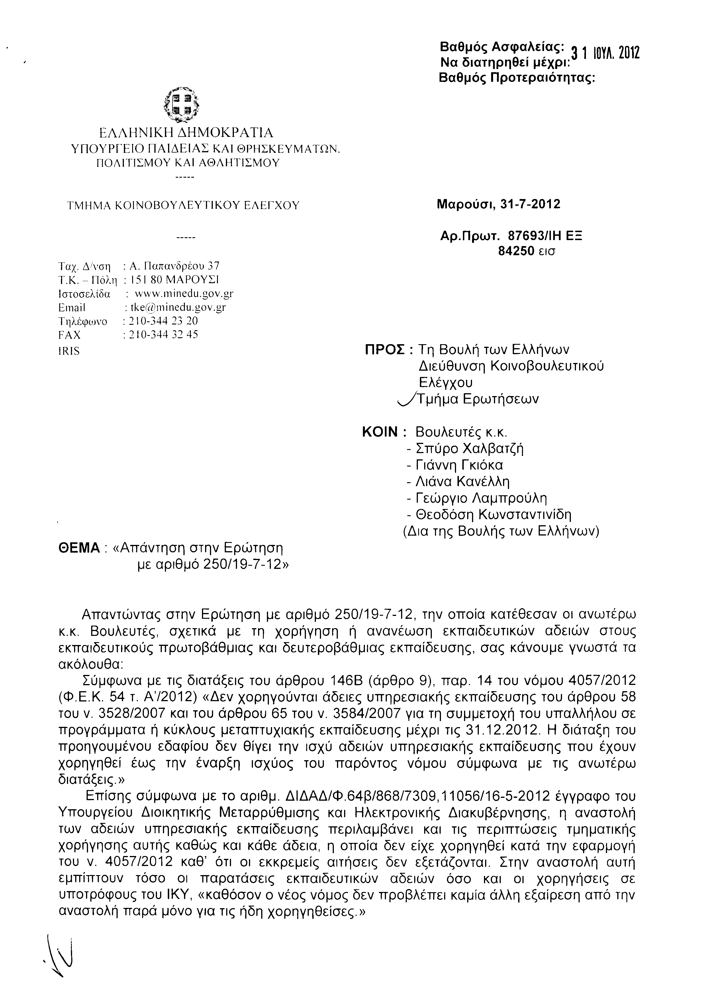 Βαθμός Ασφαλείας:
31 ΙΟΥΛ. 2012
Να διατηρηθεί μέχρι:
Βαθμός Προτεραιότητας:
ΕΛΛΗΝΙΚΗ ΔΗΜΟΚΡΑΤΙΑ
ΥΠΟΥΡΓΕΙΟ ΠΑΙΔΕΙΑΣ ΚΑΙ ΘΡΗΣΚΕΥΜΑΤΩΝ,
ΠΟΛΙΤΙΣΜΟΥ ΚΑΙ ΑΘΛΗΤΙΣΜΟΥ
-----
ΤΜΗΜΑ ΚΟΙΝΟΒΟΥΛΕΥΤΙΚΟΥ ΕΛΕΓΧΟΥ
-----
Μαρούσι, 31-7-2012
Αρ.Πρωτ. 87693/ΙΗ ΕΞ
84250 εισ
Ταχ. Δ/νση : Α. Παπανδρέου 37
Τ.Κ. – Πόλη : 151 80 ΜΑΡΟΥΣΙ
Ιστοσελίδα : www.minedu.gov.gr
Email : tke@minedu.gov.gr
Τηλέφωνο : 210-344 23 20
FAX : 210-344 32 45
IRIS
ΠΡΟΣ : Τη Βουλή των Ελλήνων
Διεύθυνση Κοινοβουλευτικού
Ελέγχου
Τμήμα Ερωτήσεων
ΚΟΙΝ : Βουλευτές κ.κ.
- Σπύρο Χαλβατζή
- Γιάννη Γκιόκα
- Λιάνα Κανέλλη
- Γεώργιο Λαμπρούλη
- Θεοδόση Κωνσταντινίδη
(Δια της Βουλής των Ελλήνων)
ΘΕΜΑ : «Απάντηση στην Ερώτηση
με αριθμό 250/19-7-12»
Απαντώντας στην Ερώτηση με αριθμό 250/19-7-12, την οποία κατέθεσαν οι ανωτέρω
κ.κ. Βουλευτές, σχετικά με τη χορήγηση ή ανανέωση εκπαιδευτικών αδειών στους
εκπαιδευτικούς πρωτοβάθμιας και δευτεροβάθμιας εκπαίδευσης, σας κάνουμε γνωστά τα
ακόλουθα:
Σύμφωνα με τις διατάξεις του άρθρου 146Β (άρθρο 9), παρ. 14 του νόμου 4057/2012
(Φ.Ε.Κ. 54 τ. Α’/2012) «Δεν χορηγούνται άδειες υπηρεσιακής εκπαίδευσης του άρθρου 58
του ν. 3528/2007 και του άρθρου 65 του ν. 3584/2007 για τη συμμετοχή του υπαλλήλου σε
προγράμματα ή κύκλους μεταπτυχιακής εκπαίδευσης μέχρι τις 31.12.2012. Η διάταξη του
προηγουμένου εδαφίου δεν θίγει την ισχύ αδειών υπηρεσιακής εκπαίδευσης που έχουν
χορηγηθεί έως την έναρξη ισχύος του παρόντος νόμου σύμφωνα με τις ανωτέρω
διατάξεις.»
Επίσης σύμφωνα με το αριθμ. ΔΙΔΑΔ/Φ.64β/868/7309,11056/16-5-2012 έγγραφο του
Υπουργείου Διοικητικής Μεταρρύθμισης και Ηλεκτρονικής Διακυβέρνησης, η αναστολή
των αδειών υπηρεσιακής εκπαίδευσης περιλαμβάνει και τις περιπτώσεις τμηματικής
χορήγησης αυτής καθώς και κάθε άδεια, η οποία δεν είχε χορηγηθεί κατά την εφαρμογή
του ν. 4057/2012 καθ’ ότι οι εκκρεμείς αιτήσεις δεν εξετάζονται. Στην αναστολή αυτή
εμπίπτουν τόσο οι παρατάσεις εκπαιδευτικών αδειών όσο και οι χορηγήσεις σε
υποτρόφους του ΙΚΥ, «καθόσον ο νέος νόμος δεν προβλέπει καμία άλλη εξαίρεση από την
αναστολή παρά μόνο για τις ήδη χορηγηθείσες.»